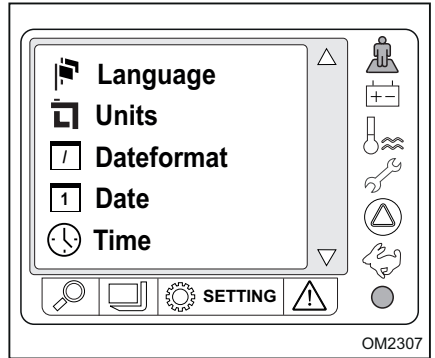 Language
Units
/ Dateformat
1 Date
Time
SETTING
OM2307